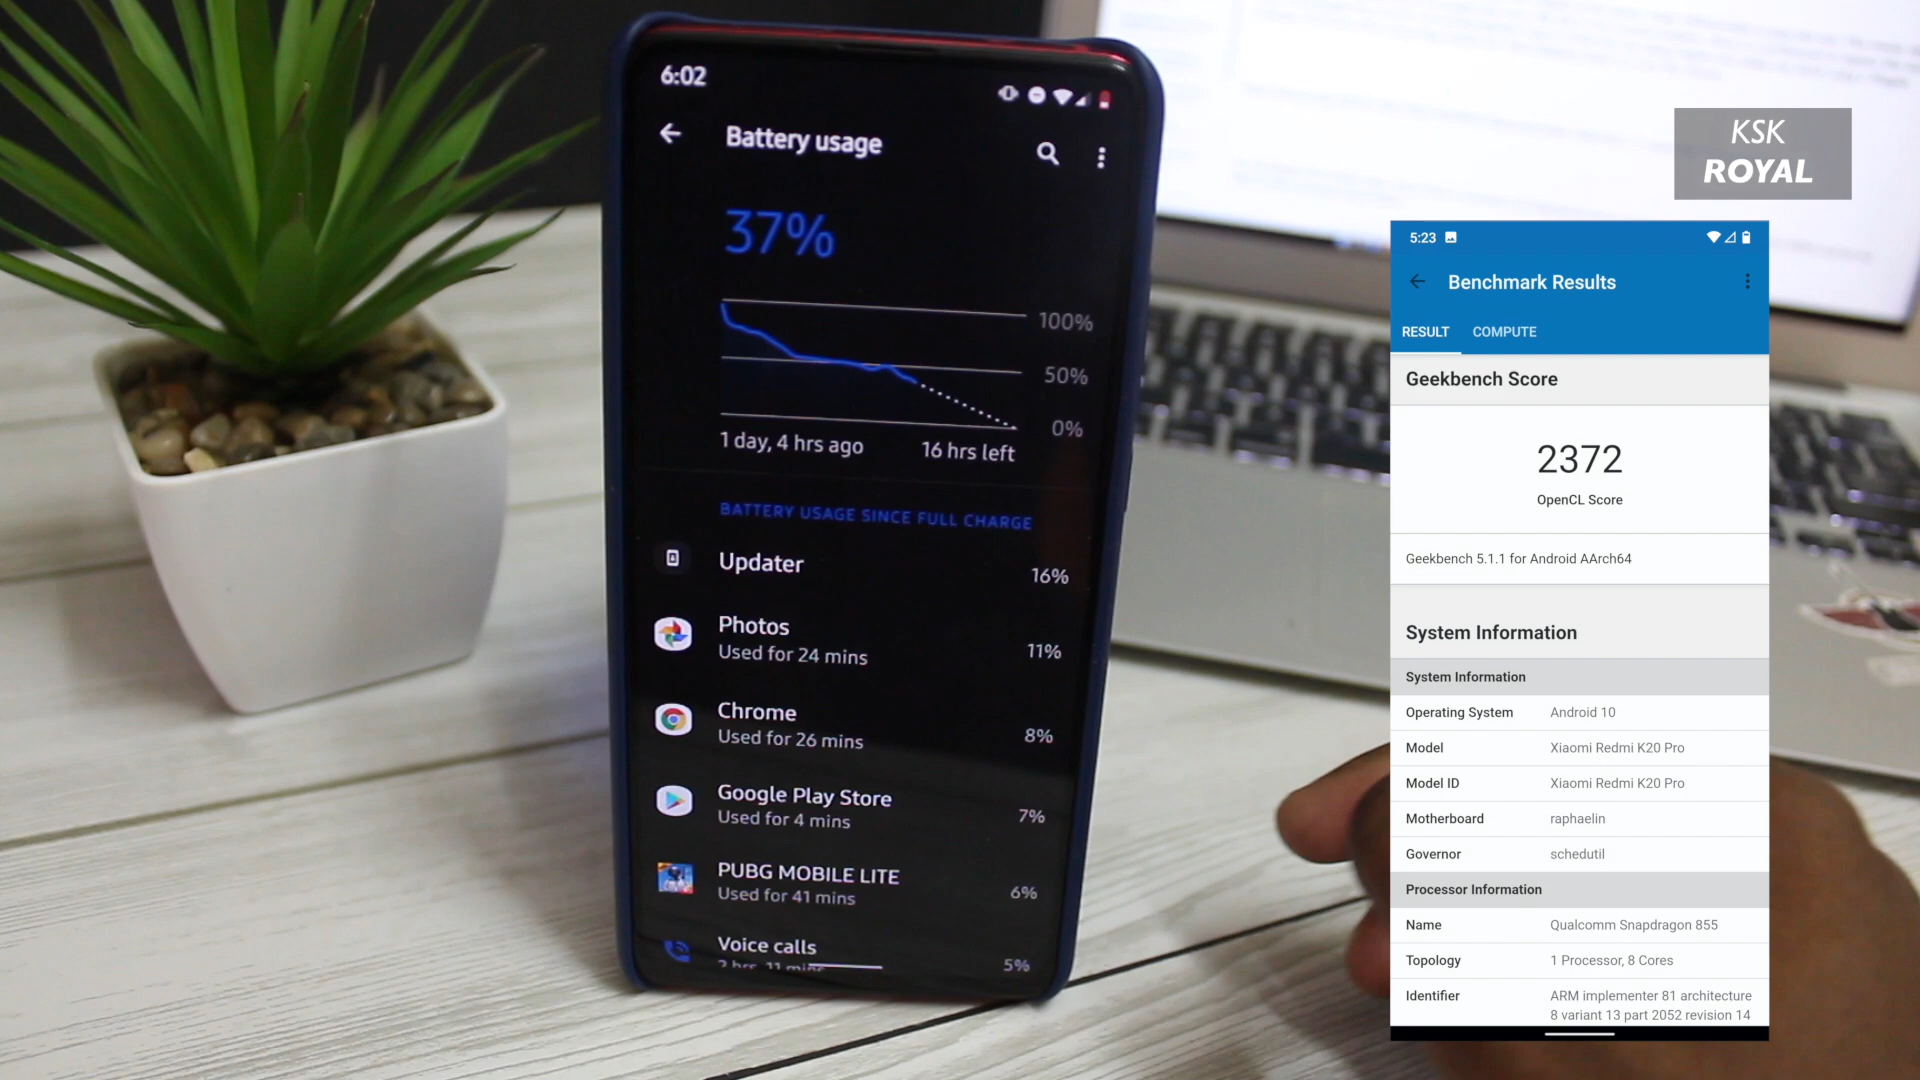 6:02
Battery usage
37%
100%
50%
0%
1 day, 4 hrs ago
16 hrs left
BATTERY USAGE SINCE FULL CHARGE
Updater
16%
Photos
Used for 24 mins
11%
Chrome
Used for 26 mins
8%
Google Play Store
Used for 4 mins
7%
PUBG MOBILE LITE
Used for 41 mins
6%
Voice calls
2 hrs, 11 mins
5%
KSK
ROYAL
5:23
Benchmark Results
RESULT COMPUTE
Geekbench Score
2372
OpenCL Score
Geekbench 5.1.1 for Android AArch64
System Information
System Information
Operating System Android 10
Model Xiaomi Redmi K20 Pro
Model ID Xiaomi Redmi K20 Pro
Motherboard raphaelin
Governor schedutil
Processor Information
Name Qualcomm Snapdragon 855
Topology 1 Processor, 8 Cores
Identifier ARM implementer 81 architecture
8 variant 13 part 2052 revision 14